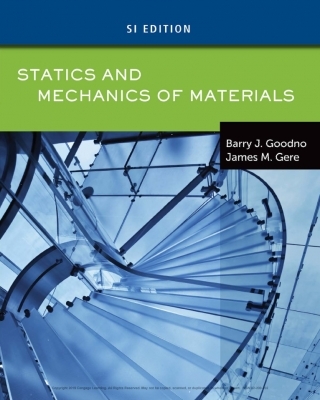 SI EDITION
STATICS AND
MECHANICS OF MATERIALS
Barry J. Goodno
James M. Gere